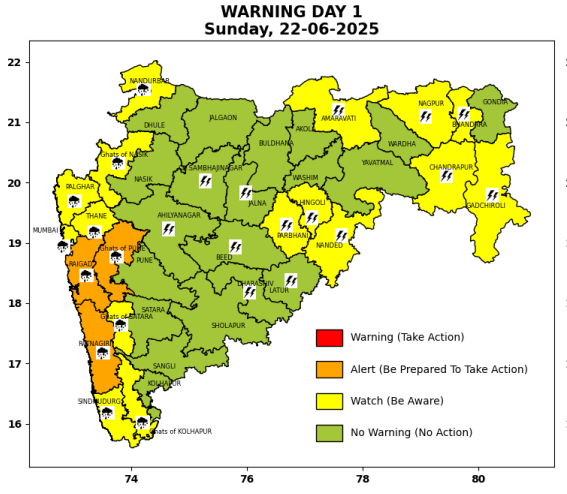 WARNING DAY 1
Sunday, 22-06-2025
22
21
20
19
18
17
16
74
76
78
80
NANDURBAR
DHULE
JALGAON
Ghats of NASIK
NASIK
SAMBHAJINAGAR
BULDHANA
AKOLA
AMARAVATI
NAGPUR
BHANDARA
GONDIA
WARDHA
YAVATMAL
WASHIM
CHANDRAPUR
GADCHIROLI
PALGHAR
THANE
MUMBAI
AHILYANAGAR
JALNA
HINGOLI
PARBHANI
NANDED
RAIGAD
Ghats of PUNE
PUNE
BEED
DHARASHIV
LATUR
Ghats of SATARA
SATARA
SHOLAPUR
RATNAGIRI
SANGLI
KOLHAPUR
SINDHUDURG
Ghats of KOLHAPUR
Warning (Take Action)
Alert (Be Prepared To Take Action)
Watch (Be Aware)
No Warning (No Action)